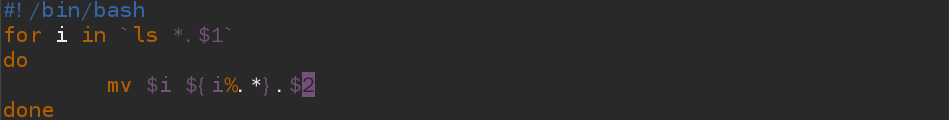 #!/bin/bash
for i in `ls *.$1`
do
        mv $i ${i%.*}.$2
done